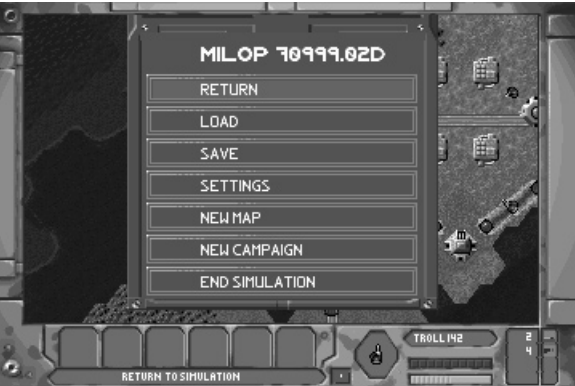 MILOP 70999.02D
RETURN
LOAD
SAVE
SETTINGS
NEW MAP
NEW CAMPAIGN
END SIMULATION
TROLL 142
2
4
RETURN TO SIMULATION